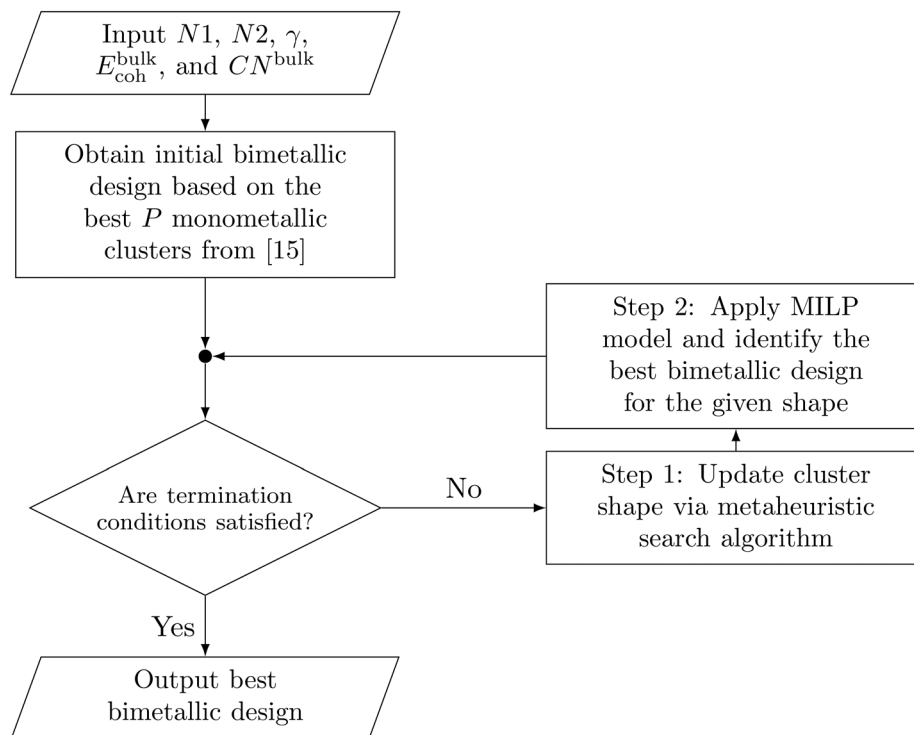 Input N1, N2, γ,
E_coh^bulk, and CN^bulk
Obtain initial bimetallic
design based on the
best P monometallic
clusters from [15]
Step 2: Apply MILP
model and identify the
best bimetallic design
for the given shape
Are termination
conditions satisfied?
No
Step 1: Update cluster
shape via metaheuristic
search algorithm
Yes
Output best
bimetallic design